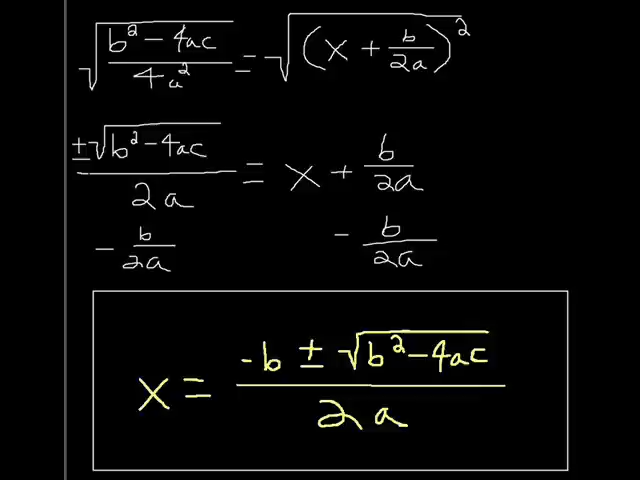 √((b² - 4ac)/(4a²)) = √((x + b/(2a))²)
(±√(b² - 4ac))/(2a) = x + b/(2a)
- b/(2a) - b/(2a)
x = (-b ± √(b² - 4ac))/(2a)